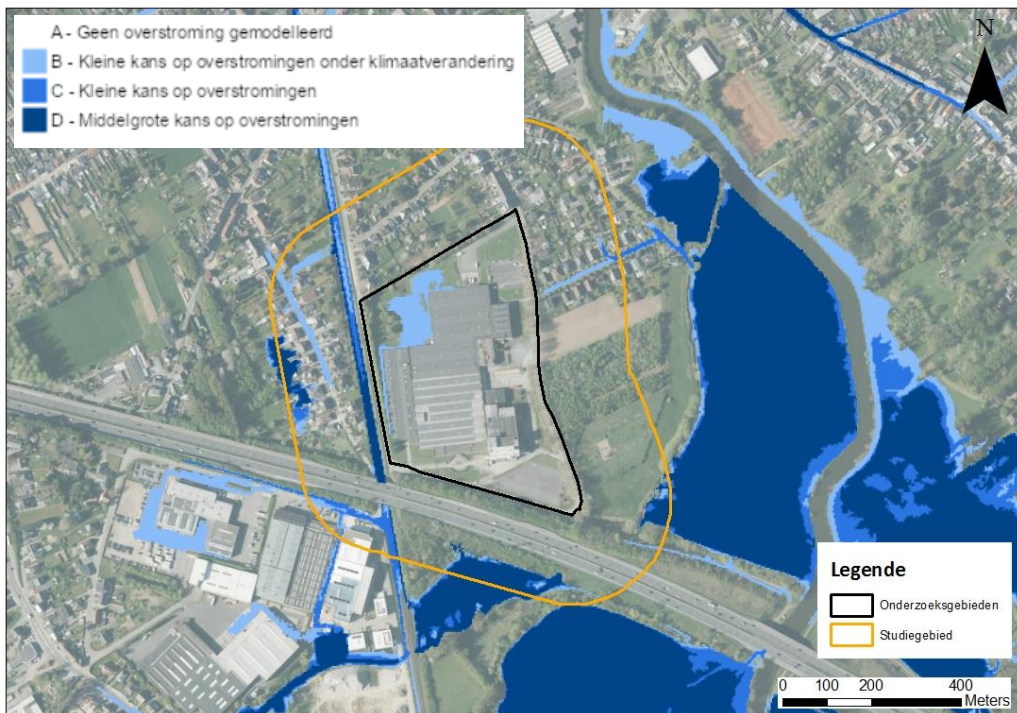 A - Geen overstroming gemodelleerd
B - Kleine kans op overstromingen onder klimaatverandering
C - Kleine kans op overstromingen
D - Middelgrote kans op overstromingen
N
Legende
Onderzoeksgebieden
Studiegebied
0 100 200 400
Meters